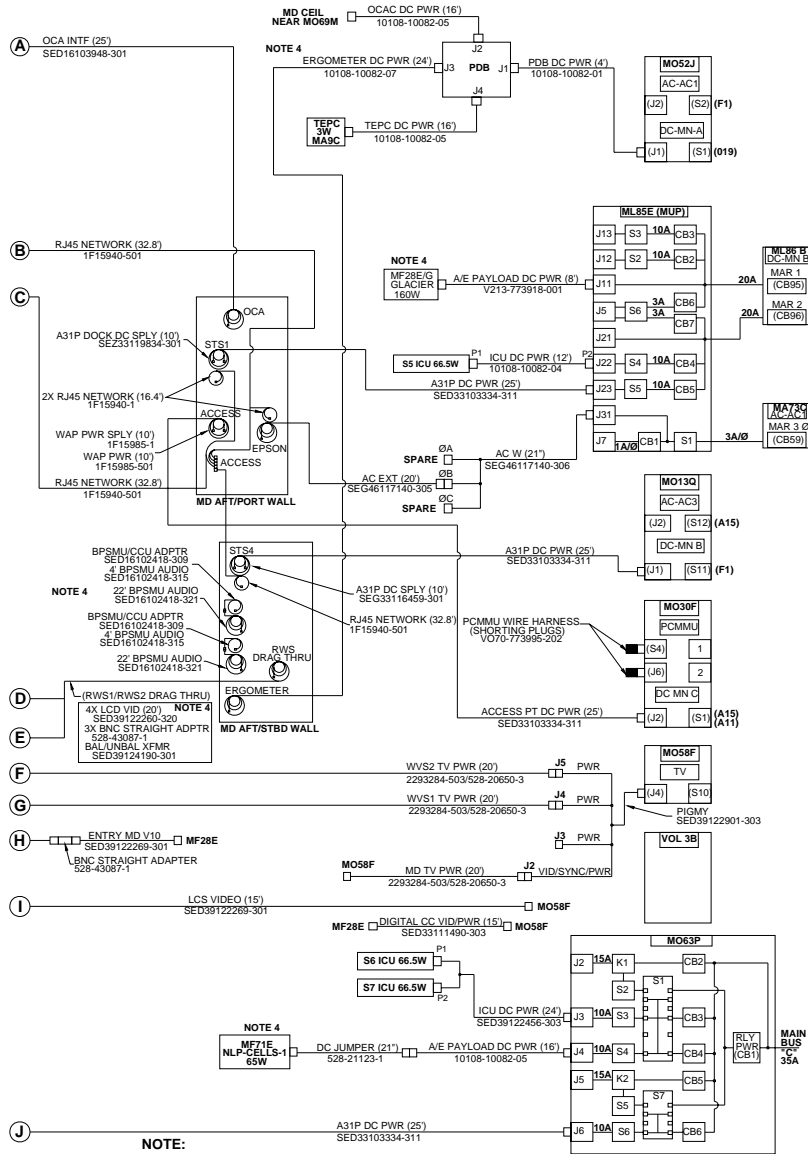 MD CEIL
NEAR MO69M
OCAC DC PWR (16')
10108-10082-05
A
OCA INTF (25')
SED16103948-301
NOTE 4
ERGOMETER DC PWR (24')
10108-10082-07
J2
J3
PDB
J1
J4
PDB DC PWR (4')
10108-10082-01
MO52J
AC-AC1
(J2)
(S2)
(F1)
DC-MN-A
(J1)
(S1)
(019)
TEPC
3W
MA9C
TEPC DC PWR (16')
10108-10082-05
ML85E (MUP)
J13
S3
10A
CB3
J12
S2
10A
CB2
J11
J5
S6
3A
3A
CB6
CB7
J21
J22
S4
10A
CB4
J23
S5
10A
CB5
J31
J7
1A/Ø
CB1
S1
3A/Ø
20A
20A
ML86 B
DC-MN B
MAR 1
(CB95)
MAR 2
(CB96)
MA73C
AC-AC1
MAR 3 Ø
(CB59)
B
RJ45 NETWORK (32.8')
1F15940-501
C
NOTE 4
MF28E/G
GLACIER
160W
A/E PAYLOAD DC PWR (8')
V213-773918-001
S5 ICU 66.5W
P1
ICU DC PWR (12')
10108-10082-04
P2
A31P DC PWR (25')
SED33103334-311
OCA
A31P DOCK DC SPLY (10')
SEZ33119834-301
STS1
2X RJ45 NETWORK (16.4')
1F15940-1
ACCESS
WAP PWR SPLY (10')
1F15985-1
EPSON
WAP PWR (10')
1F15985-501
ACCESS
RJ45 NETWORK (32.8')
1F15940-501
MD AFT/PORT WALL
SPARE
ØA
AC W (21")
SEG46117140-306
AC EXT (20')
SEG46117140-305
ØB
ØC
SPARE
MO13Q
AC-AC3
(J2)
(S12)
(A15)
DC-MN B
(J1)
(S11)
(F1)
BPSMU/CCU ADPTR
SED16102418-309
4' BPSMU AUDIO
SED16102418-315
NOTE 4
22' BPSMU AUDIO
SED16102418-321
BPSMU/CCU ADPTR
SED16102418-309
4' BPSMU AUDIO
SED16102418-315
22' BPSMU AUDIO
SED16102418-321
STS4
A31P DC PWR (25')
SED33103334-311
A31P DC SPLY (10')
SEG33116459-301
RJ45 NETWORK (32.8')
1F15940-501
RWS
DRAG THRU
ERGOMETER
MD AFT/STBD WALL
PCMMU WIRE HARNESS
(SHORTING PLUGS)
VO70-773995-202
MO30F
PCMMU
(S4)
1
(J6)
2
DC MN C
(J2)
(S1)
(A15)
(A11)
ACCESS PT DC PWR (25')
SED33103334-311
D
(RWS1/RWS2 DRAG THRU)
4X LCD VID (20')
NOTE 4
SED39122260-320
3X BNC STRAIGHT ADPTR
528-43087-1
BAL/UNBAL XFMR
SED39124190-301
E
F
WVS2 TV PWR (20')
2293284-503/528-20650-3
J5
PWR
G
WVS1 TV PWR (20')
2293284-503/528-20650-3
J4
PWR
MO58F
TV
(J4)
(S10)
PIGMY
SED39122901-303
H
ENTRY MD V10
SED39122269-301
MF28E
BNC STRAIGHT ADAPTER
528-43087-1
J3
PWR
MO58F
MD TV PWR (20')
2293284-503/528-20650-3
J2
VID/SYNC/PWR
VOL 3B
I
LCS VIDEO (15')
SED39122269-301
MO58F
MF28E
DIGITAL CC VID/PWR (15')
SED33111490-303
MO58F
S6 ICU 66.5W
P1
S7 ICU 66.5W
P2
ICU DC PWR (24')
SED39122456-303
NOTE 4
MF71E
NLP-CELLS-1
65W
DC JUMPER (21")
528-21123-1
A/E PAYLOAD DC PWR (16')
10108-10082-05
MO63P
J2
15A
K1
CB2
S2
S1
J3
10A
S3
CB3
J4
10A
S4
CB4
J5
15A
K2
CB5
S5
S7
J6
10A
S6
CB6
RLY
PWR
(CB1)
MAIN
BUS
"C"
35A
J
A31P DC PWR (25')
SED33103334-311
NOTE: